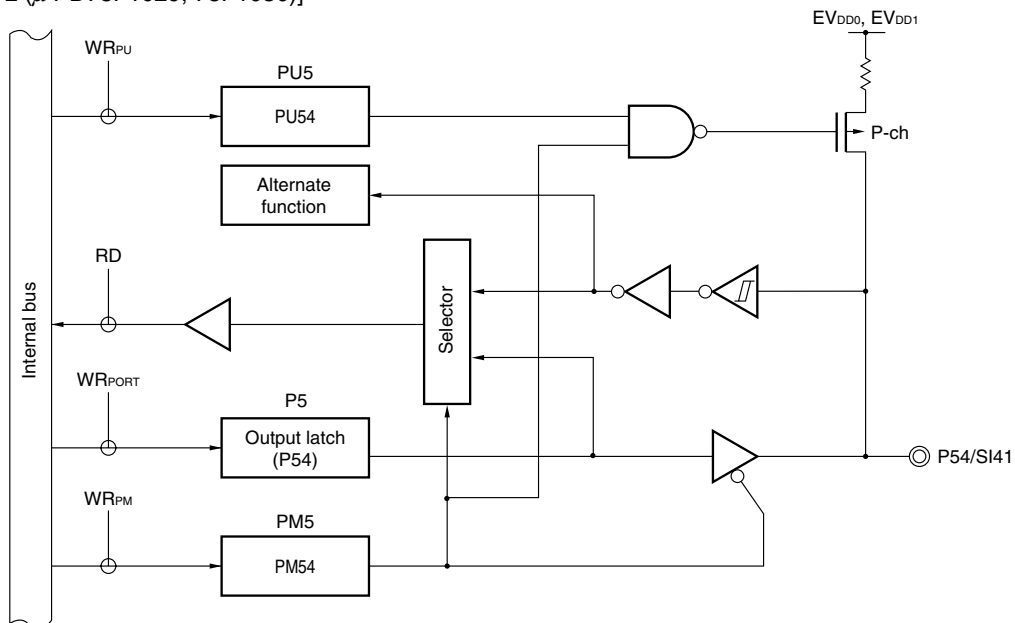 EVDD0, EVDD1
WRPU
PU5
PU54
P-ch
Alternate
function
RD
Selector
Internal bus
WRPORT
P5
Output latch
(P54)
P54/SI41
WRPM
PM5
PM54